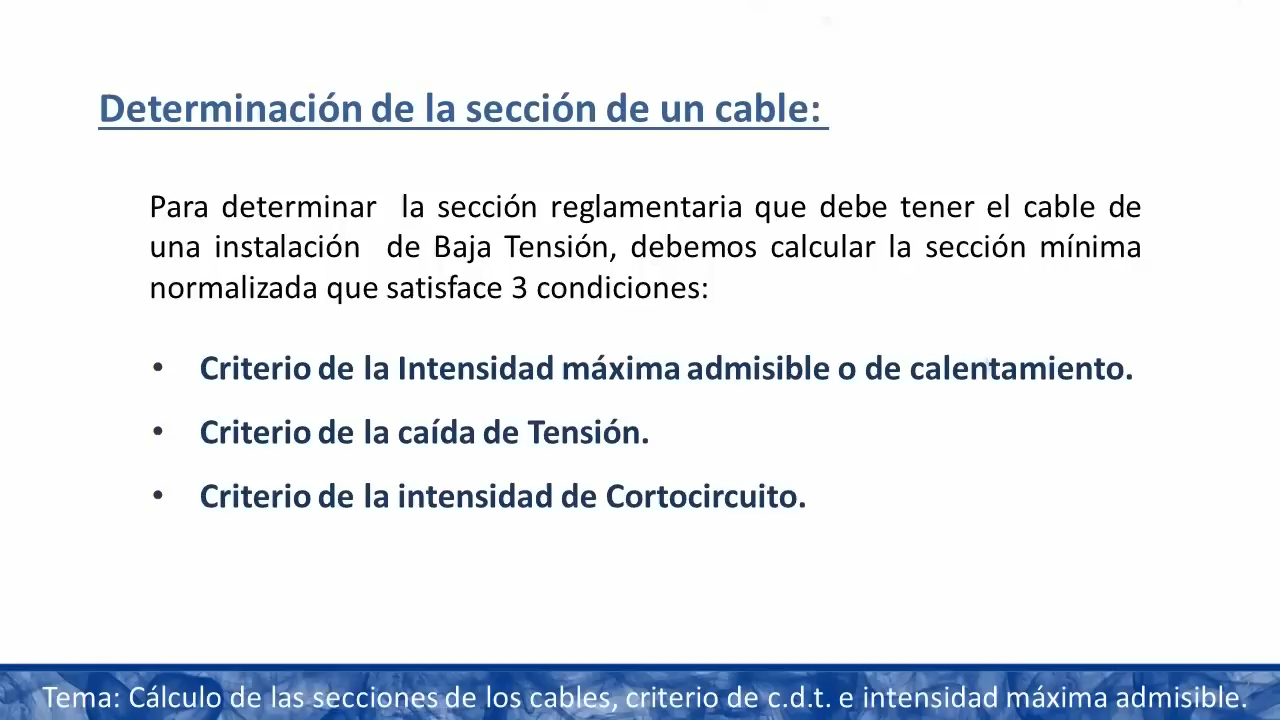 Determinación de la sección de un cable:
Para determinar la sección reglamentaria que debe tener el cable de
una instalación de Baja Tensión, debemos calcular la sección mínima
normalizada que satisface 3 condiciones:
• Criterio de la Intensidad máxima admisible o de calentamiento.
• Criterio de la caída de Tensión.
• Criterio de la intensidad de Cortocircuito.
Tema: Cálculo de las secciones de los cables, criterio de c.d.t. e intensidad máxima admisible.